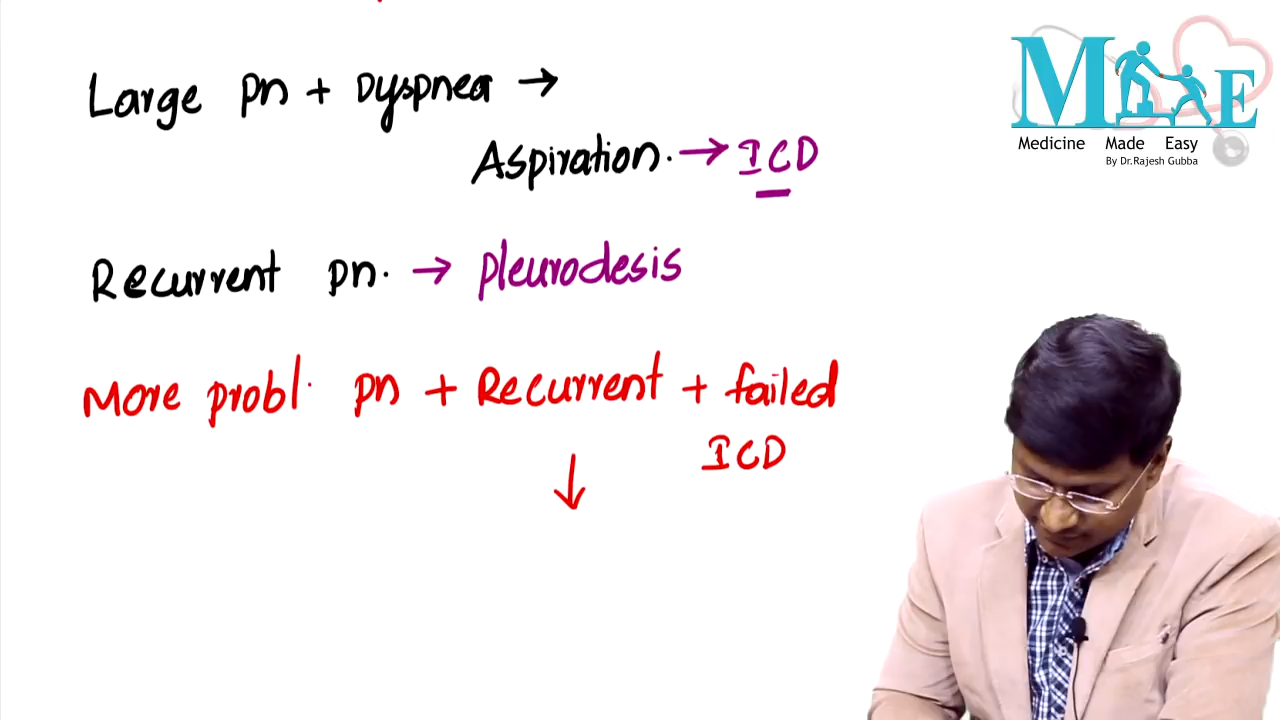 Large pn + Dyspnea →
Aspiration. → ICD
Recurrent pn. → pleurodesis
More probl. pn + Recurrent + failed
ICD
↓
M E
Medicine Made Easy
By Dr.Rajesh Gubba